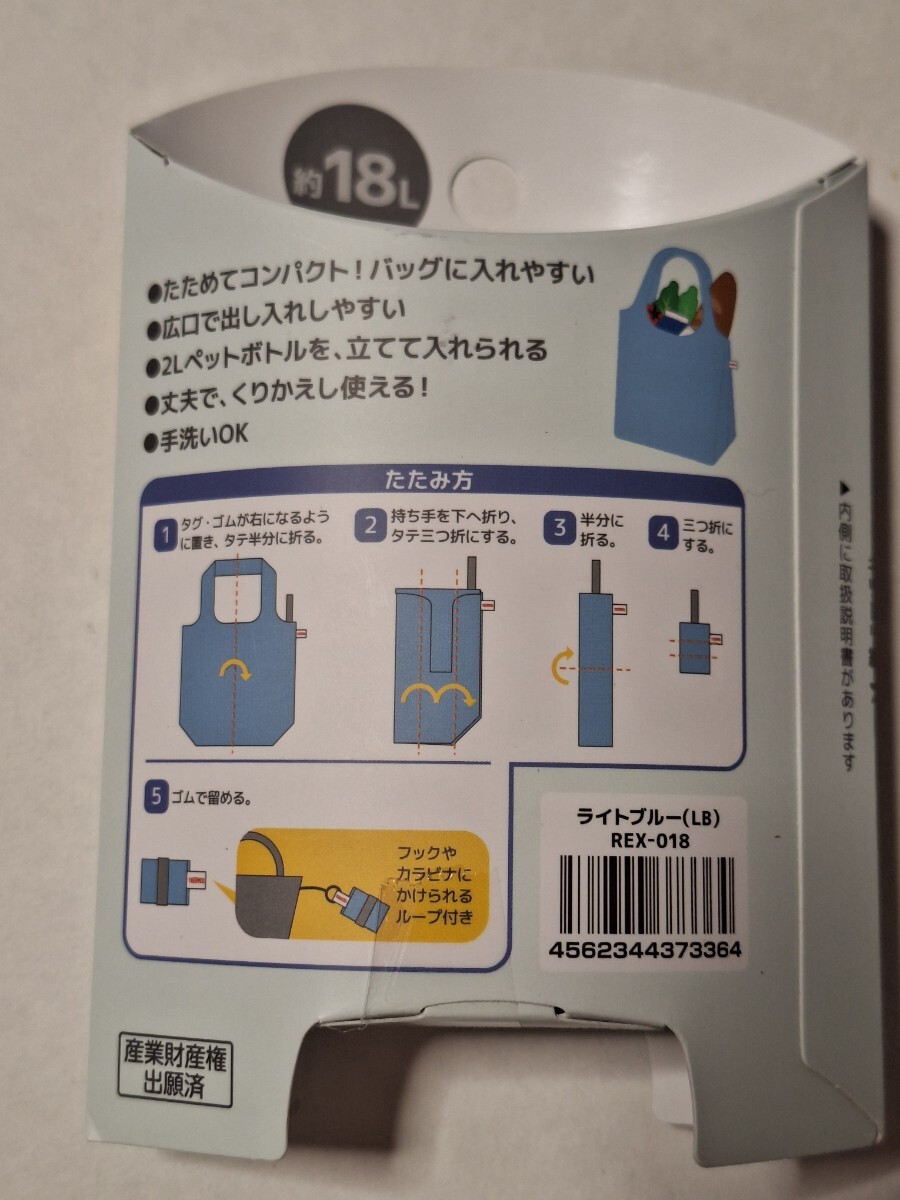 約18L
●たためてコンパクト!バッグに入れやすい
●広口で出し入れしやすい
●2Lペットボトルを、立てて入れられる
●丈夫で、くりかえし使える!
●手洗いOK
たたみ方
1 タグ・ゴムが右になるよう
に置き、タテ半分に折る。
2 持ち手を下へ折り、
タテ三つ折にする。
3 半分に
折る。
4 三つ折に
する。
5 ゴムで留める。
フックや
カラビナに
かけられる
ループ付き
ライトブルー(LB)
REX-018
4562344373364
▲内側に取扱説明書があります
産業財産権
出願済